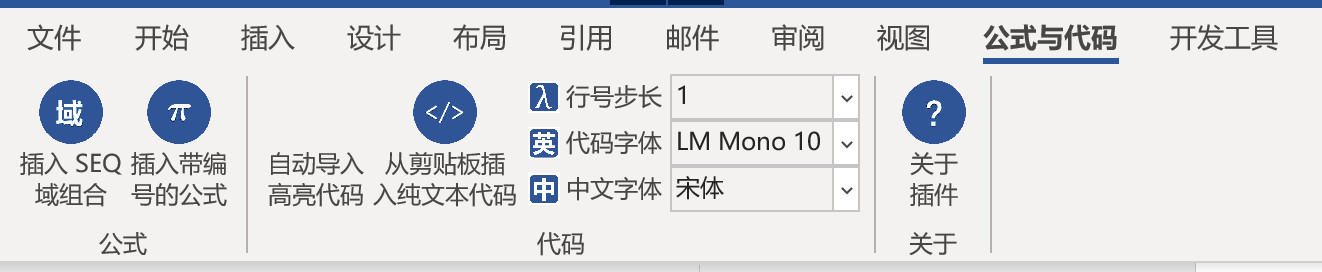 文件 开始 插入 设计 布局 引用 邮件 审阅 视图 公式与代码 开发工具
域
插入 SEQ
域组合
π
插入带编
号的公式
公式
自动导入
高亮代码
</>
从剪贴板插
入纯文本代码
λ 行号步长 1
英 代码字体 LM Mono 10
中 中文字体 宋体
代码
?
关于
插件
关于